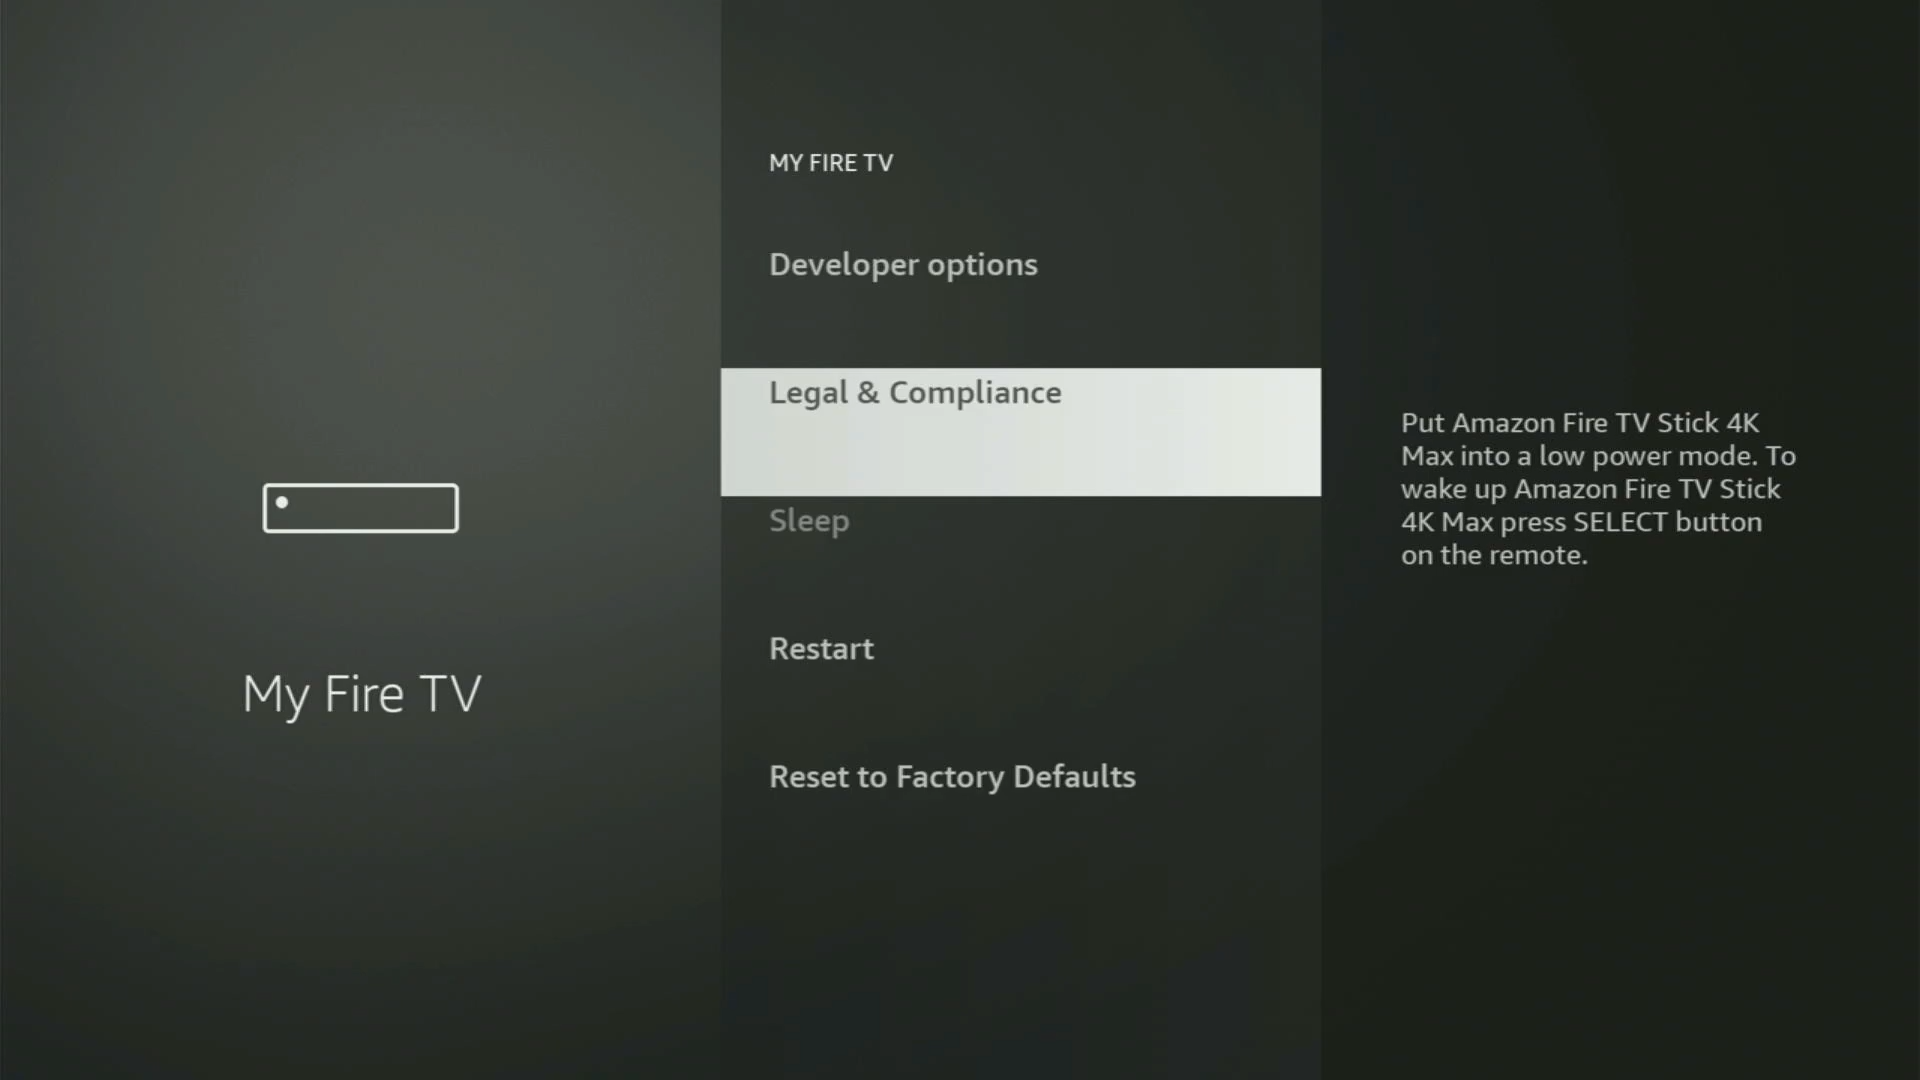 MY FIRE TV
Developer options
Legal & Compliance
Sleep
Restart
Reset to Factory Defaults
My Fire TV
Put Amazon Fire TV Stick 4K
Max into a low power mode. To
wake up Amazon Fire TV Stick
4K Max press SELECT button
on the remote.